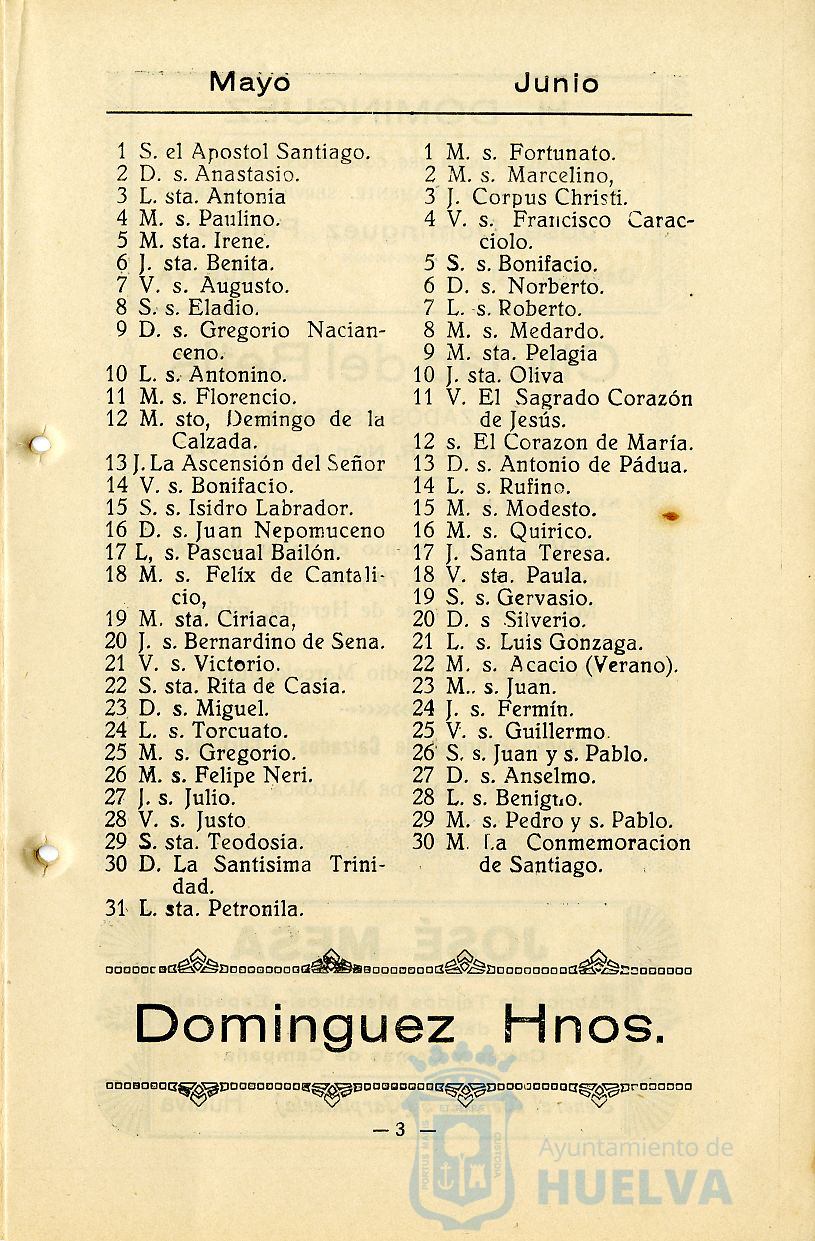 Mayo
1 S. el Apostol Santiago.
2 D. s. Anastasio.
3 L. sta. Antonia
4 M. s. Paulino.
5 M. sta. Irene.
6 J. sta. Benita.
7 V. s. Augusto.
8 S. s. Eladio.
9 D. s. Gregorio Nacian-
ceno.
10 L. s. Antonino.
11 M. s. Florencio.
12 M. sto, Demingo de la
Calzada.
13 J. La Ascensión del Señor
14 V. s. Bonifacio.
15 S. s. Isidro Labrador.
16 D. s. Juan Nepomuceno
17 L, s. Pascual Bailón.
18 M. s. Felíx de Cantali-
cio,
19 M. sta. Ciriaca,
20 J. s. Bernardino de Sena.
21 V. s. Victorio.
22 S. sta. Rita de Casia.
23 D. s. Miguel.
24 L. s. Torcuato.
25 M. s. Gregorio.
26 M. s. Felipe Neri.
27 J. s. Julio.
28 V. s. Justo
29 S. sta. Teodosia.
30 D. La Santisima Trini-
dad.
31 L. sta. Petronila.
Junio
1 M. s. Fortunato.
2 M. s. Marcelino,
3 J. Corpus Christi.
4 V. s. Francisco Carac-
ciolo.
5 S. s. Bonifacio.
6 D. s. Norberto.
7 L. s. Roberto.
8 M. s. Medardo.
9 M. sta. Pelagia
10 J. sta. Oliva
11 V. El Sagrado Corazón
de Jesús.
12 s. El Corazon de María.
13 D. s. Antonio de Pádua.
14 L. s. Rufino.
15 M. s. Modesto.
16 M. s. Quirico.
17 J. Santa Teresa.
18 V. sta. Paula.
19 S. s. Gervasio.
20 D. s Silverio.
21 L. s. Luis Gonzaga.
22 M. s. Acacio (Verano).
23 M.. s. Juan.
24 J. s. Fermín.
25 V. s. Guillermo.
26 S. s. Juan y s. Pablo.
27 D. s. Anselmo.
28 L. s. Benigno.
29 M. s. Pedro y s. Pablo.
30 M. La Conmemoracion
de Santiago.
Dominguez Hnos.
— 3 —
PORTUS MARIS CUSTODIA
Ayuntamiento de
HUELVA